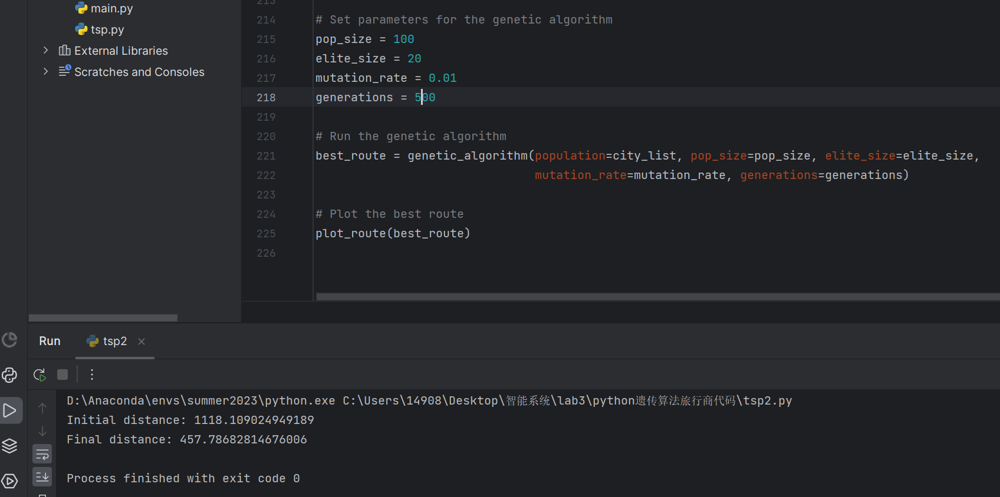 main.py
tsp.py
External Libraries
Scratches and Consoles
213
214 # Set parameters for the genetic algorithm
215 pop_size = 100
216 elite_size = 20
217 mutation_rate = 0.01
218 generations = 500
219
220 # Run the genetic algorithm
221 best_route = genetic_algorithm(population=city_list, pop_size=pop_size, elite_size=elite_size,
222 mutation_rate=mutation_rate, generations=generations)
223
224 # Plot the best route
225 plot_route(best_route)
226
Run tsp2
D:\Anaconda\envs\summer2023\python.exe C:\Users\14908\Desktop\智能系统\lab3\python遗传算法旅行商代码\tsp2.py
Initial distance: 1118.109024949189
Final distance: 457.78682814676006
Process finished with exit code 0